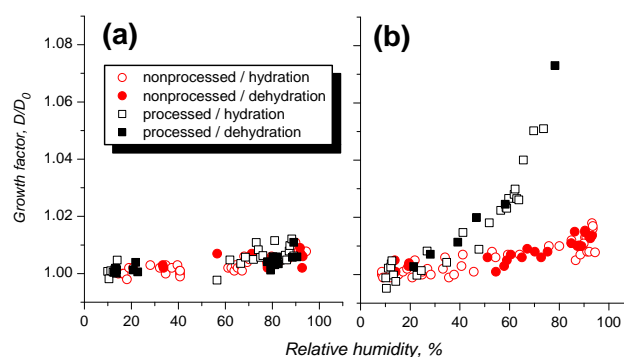 (a)
(b)
nonprocessed / hydration
nonprocessed / dehydration
processed / hydration
processed / dehydration
Growth factor, D/D0
1.08
1.06
1.04
1.02
1.00
0 20 40 60 80 100
0 20 40 60 80 100
Relative humidity, %